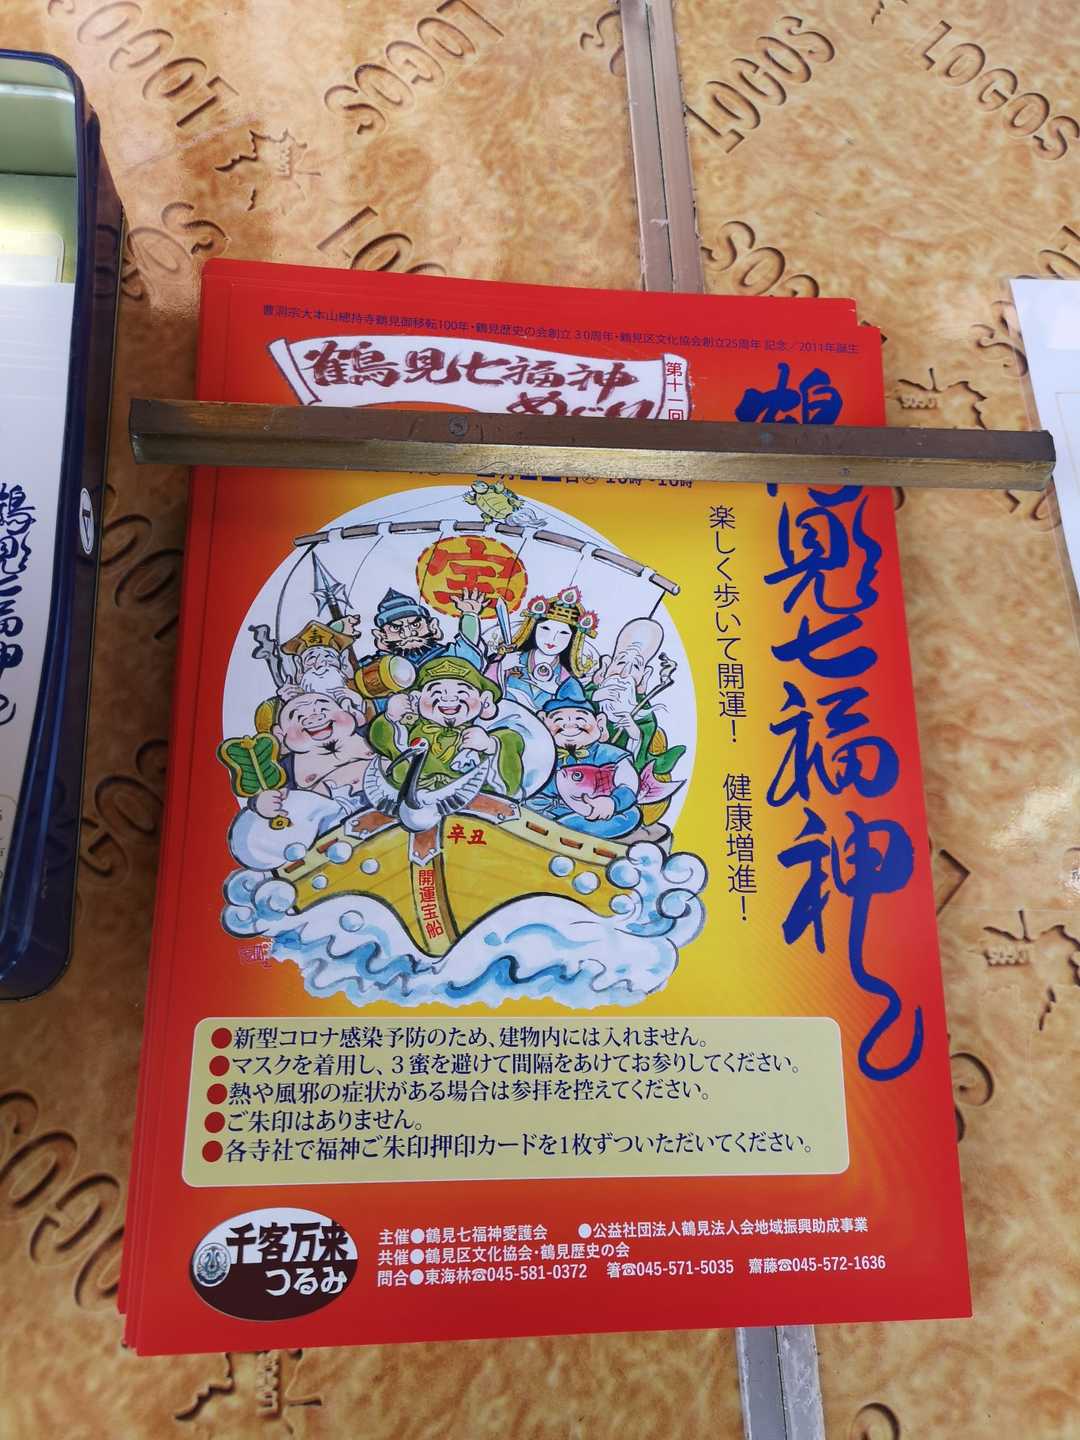 曹洞宗大本山總持寺鶴見御移転100年・鶴見歴史の会創立30周年・鶴見区文化協会創立25周年 記念／2011年誕生
鶴見七福神
めぐり
第十一回
鶴見七福神
楽しく歩いて開運！ 健康増進！
宝
寿
辛丑
開運宝船
●新型コロナ感染予防のため、建物内には入れません。
●マスクを着用し、３蜜を避けて間隔をあけてお参りしてください。
●熱や風邪の症状がある場合は参拝を控えてください。
●ご朱印はありません。
●各寺社で福神ご朱印押印カードを1枚ずついただいてください。
千客万来
つるみ
主催●鶴見七福神愛護会 ●公益社団法人鶴見法人会地域振興助成事業
共催●鶴見区文化協会・鶴見歴史の会
問合●東海林☎045-581-0372 箸☎045-571-5035 齋藤☎045-572-1636
鶴見七福神
LOGOS
LOGOS
LOGOS
LOGOS
LOGOS